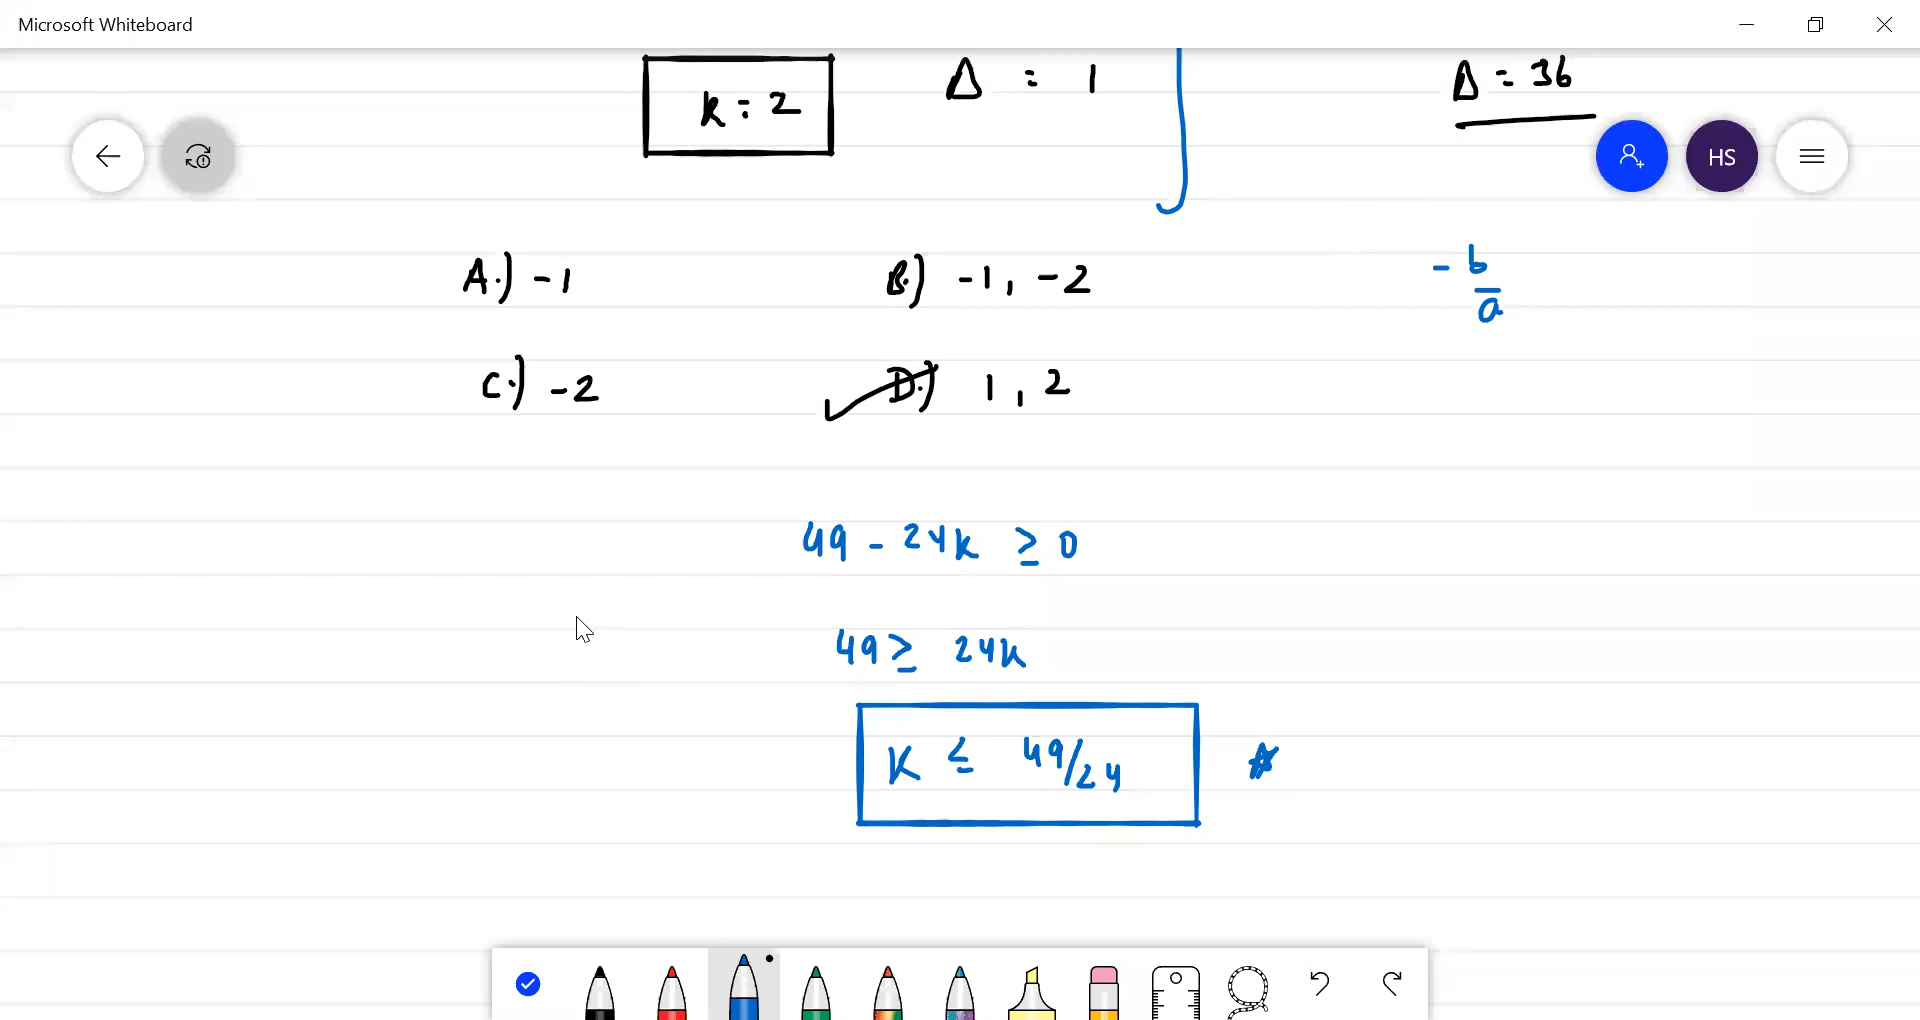 Microsoft Whiteboard
k = 2
Δ = 1
Δ = 36
HS
A.) -1
B.) -1, -2
- b
a
C.) -2
D.) 1, 2
49 - 24k ≥ 0
49 ≥ 24k
K ≤ 49/24